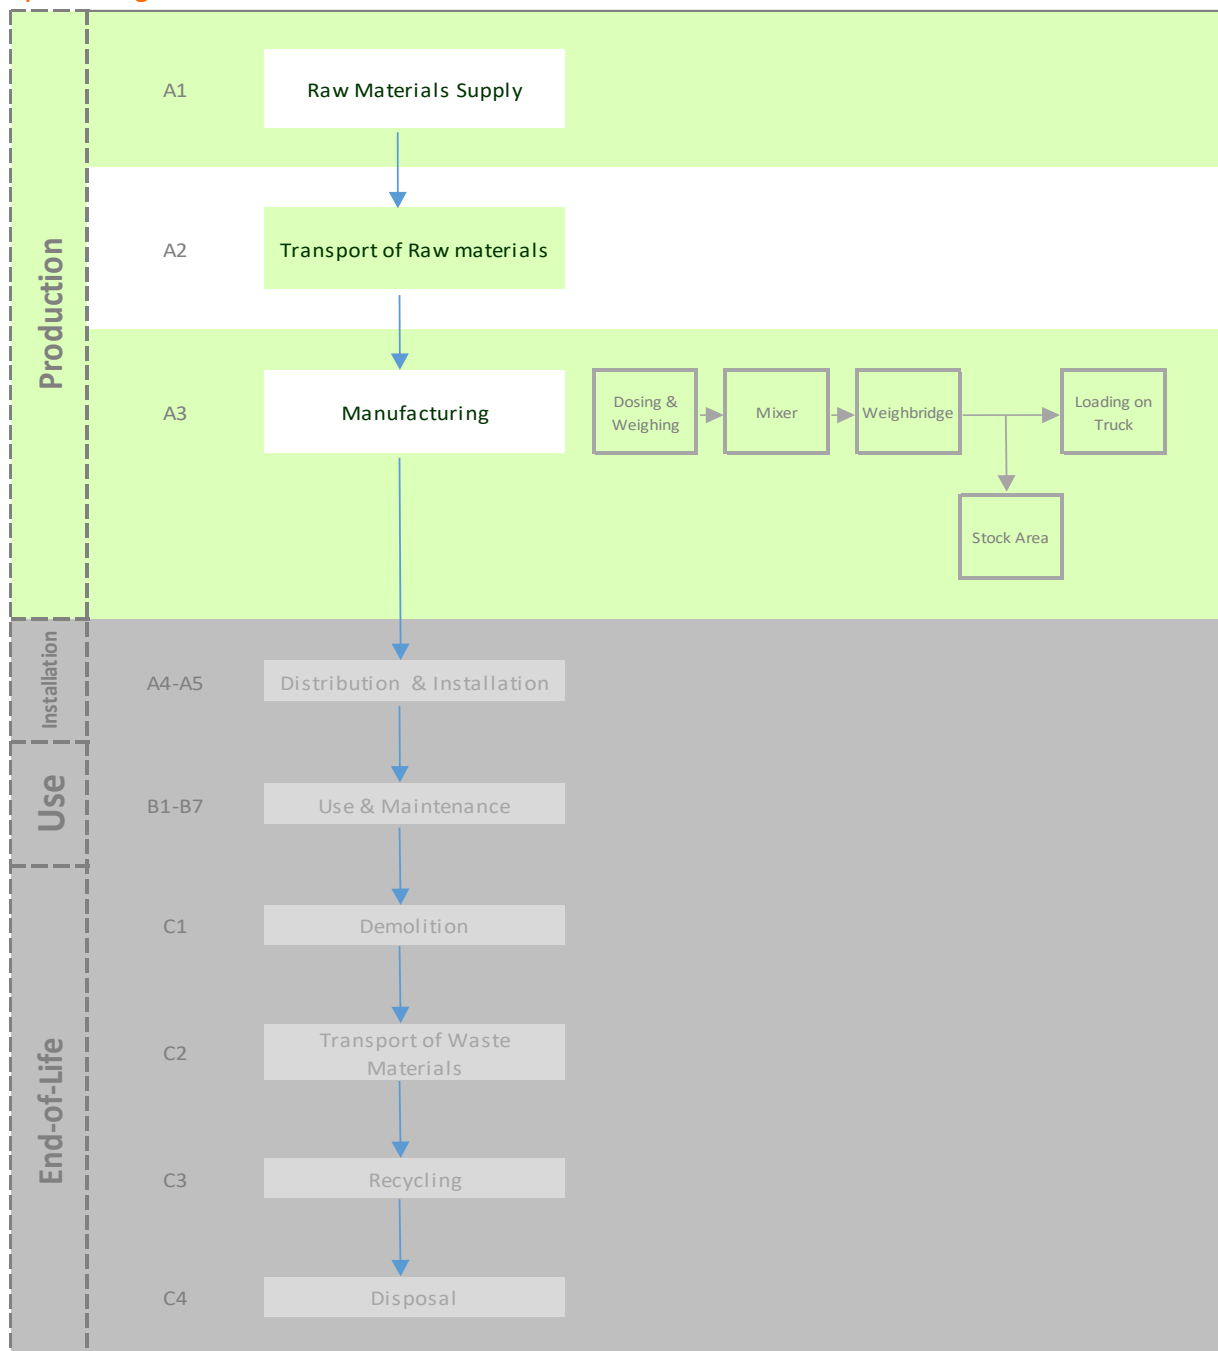 Production
A1
Raw Materials Supply
A2
Transport of Raw materials
A3
Manufacturing
Dosing &
Weighing
Mixer
Weighbridge
Loading on
Truck
Stock Area
Installation
A4-A5
Distribution & Installation
Use
B1-B7
Use & Maintenance
End-of-Life
C1
Demolition
C2
Transport of Waste
Materials
C3
Recycling
C4
Disposal